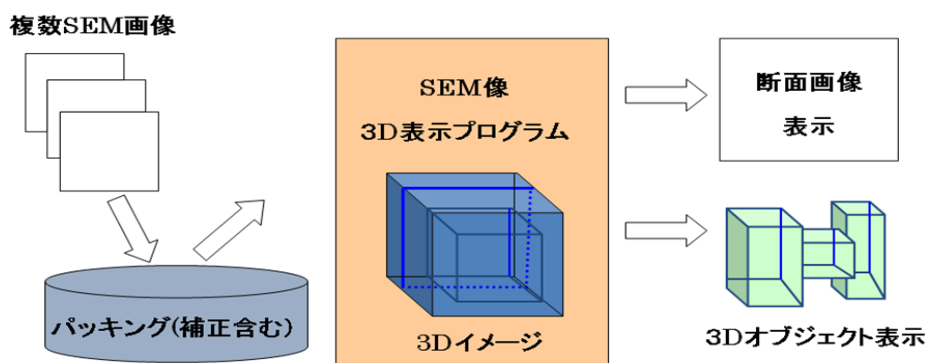 複数SEM画像
SEM像
3D表示プログラム
3Dイメージ
パッキング(補正含む)
断面画像
表示
3Dオブジェクト表示